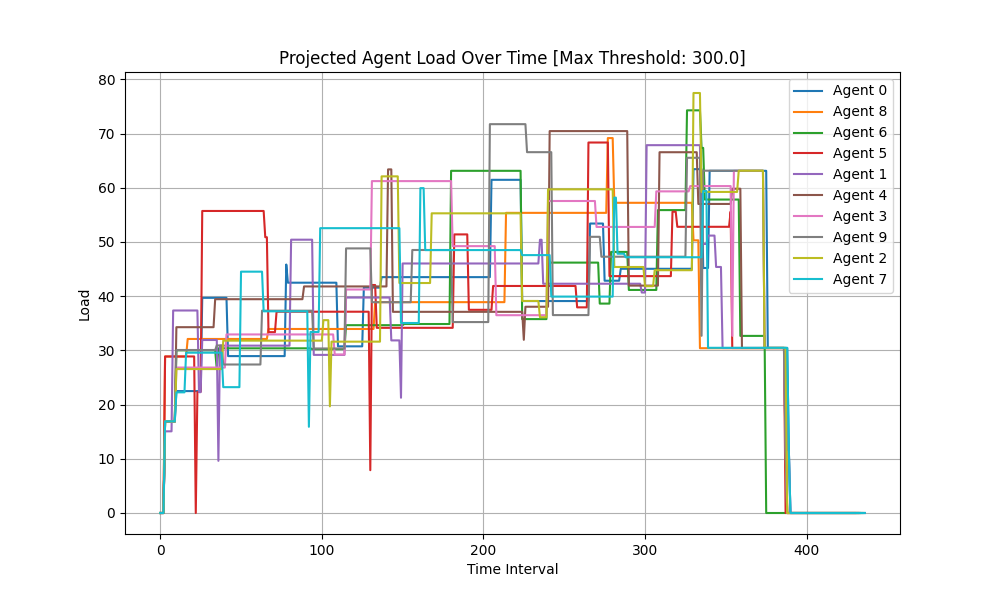 Projected Agent Load Over Time [Max Threshold: 300.0]
Load
80
70
60
50
40
30
20
10
0
0 100 200 300 400
Time Interval
Agent 0
Agent 8
Agent 6
Agent 5
Agent 1
Agent 4
Agent 3
Agent 9
Agent 2
Agent 7